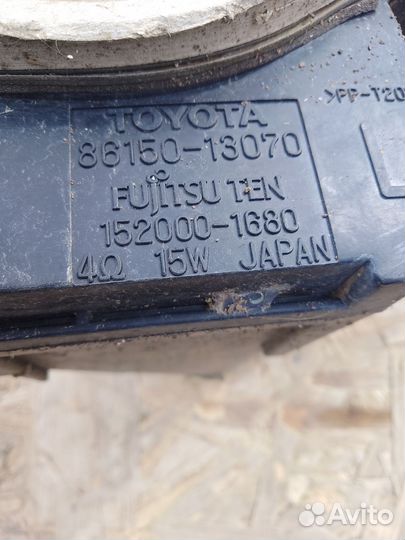 TOYOTA
86150-13070
FUJITSU TEN
152000-1680
4Ω 15W JAPAN
>PP-T20
Avito